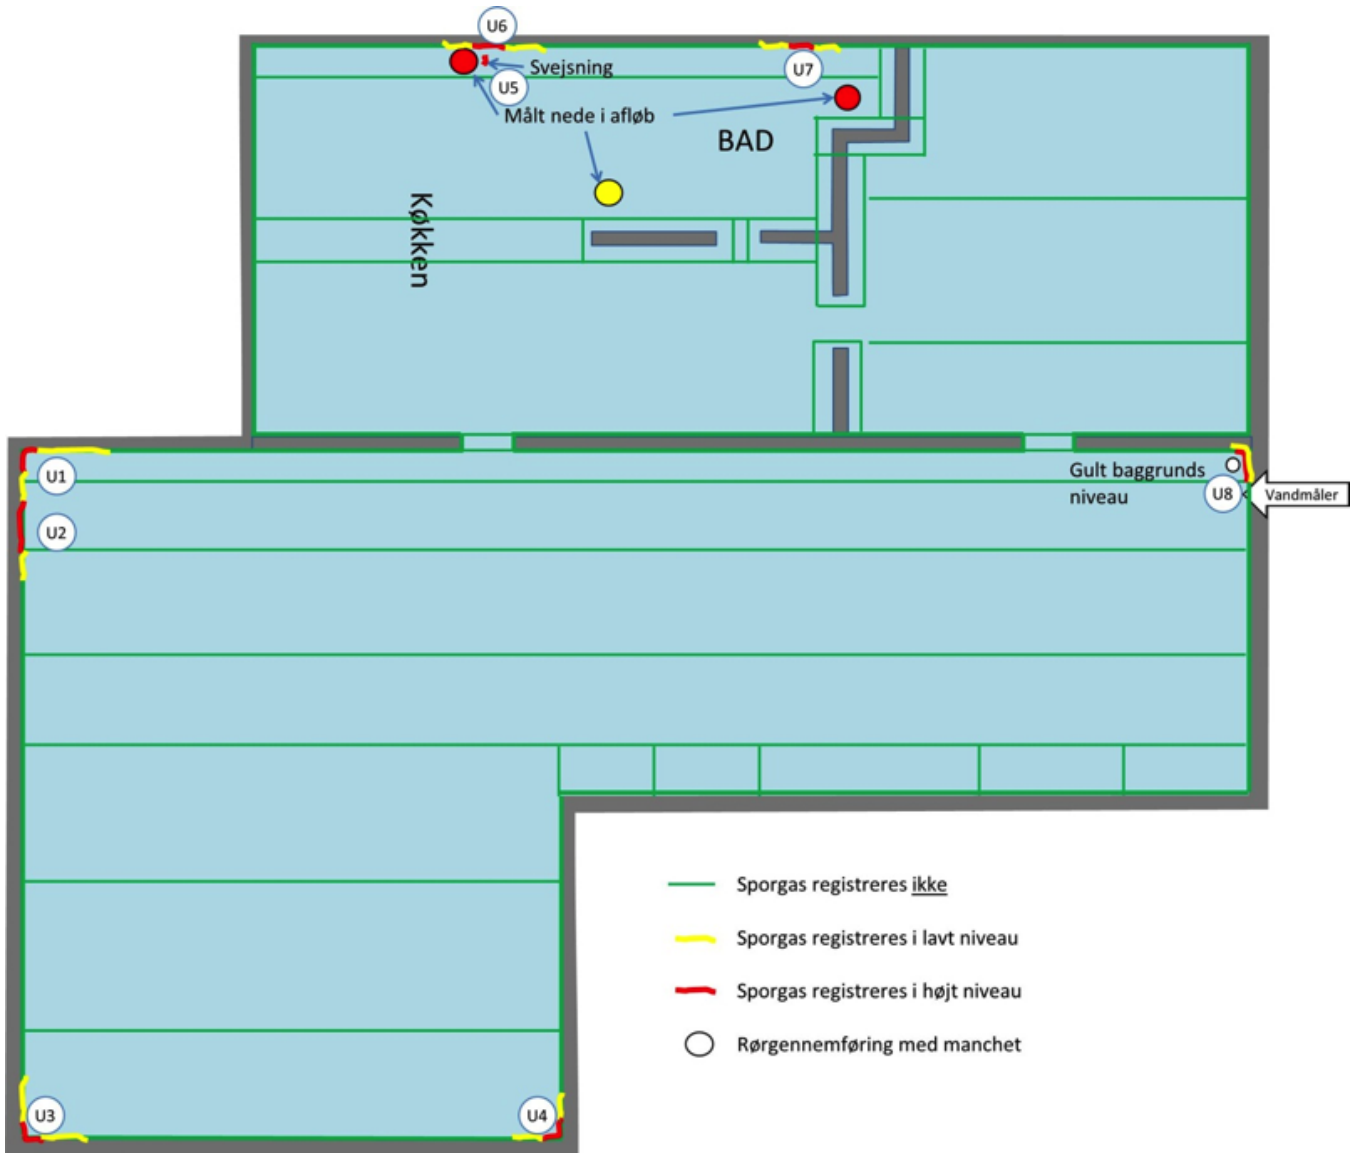 U6
Svejsning
U7
U5
Målt nede i afløb
BAD
Køkken
U1
Gult baggrunds
niveau
U8
Vandmåler
U2
Sporgas registreres ikke
Sporgas registreres i lavt niveau
Sporgas registreres i højt niveau
Rørgennemføring med manchet
U3
U4